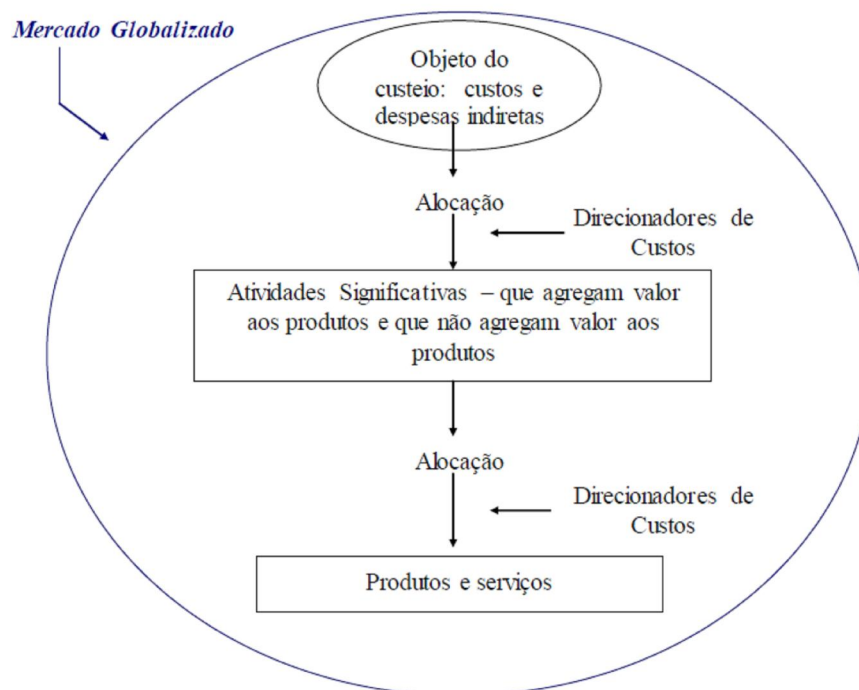 Mercado Globalizado
Objeto do
custeio: custos e
despesas indiretas
Alocação
Direcionadores de
Custos
Atividades Significativas – que agregam valor
aos produtos e que não agregam valor aos
produtos
Alocação
Direcionadores de
Custos
Produtos e serviços